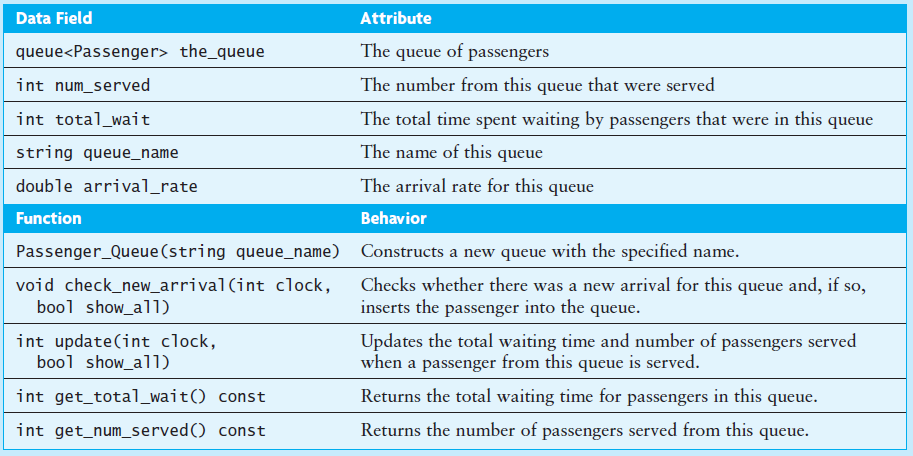 Data Field Attribute
queue<Passenger> the_queue The queue of passengers
int num_served The number from this queue that were served
int total_wait The total time spent waiting by passengers that were in this queue
string queue_name The name of this queue
double arrival_rate The arrival rate for this queue
Function Behavior
Passenger_Queue(string queue_name) Constructs a new queue with the specified name.
void check_new_arrival(int clock, Checks whether there was a new arrival for this queue and, if so,
bool show_all) inserts the passenger into the queue.
int update(int clock, Updates the total waiting time and number of passengers served
bool show_all) when a passenger from this queue is served.
int get_total_wait() const Returns the total waiting time for passengers in this queue.
int get_num_served() const Returns the number of passengers served from this queue.